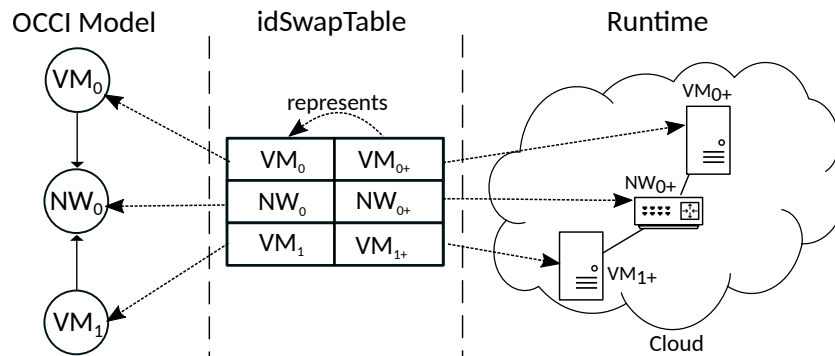 OCCI Model
idSwapTable
Runtime
VM₀
NW₀
VM₁
represents
VM₀ VM₀₊
NW₀ NW₀₊
VM₁ VM₁₊
VM₀₊
NW₀₊
VM₁₊
Cloud